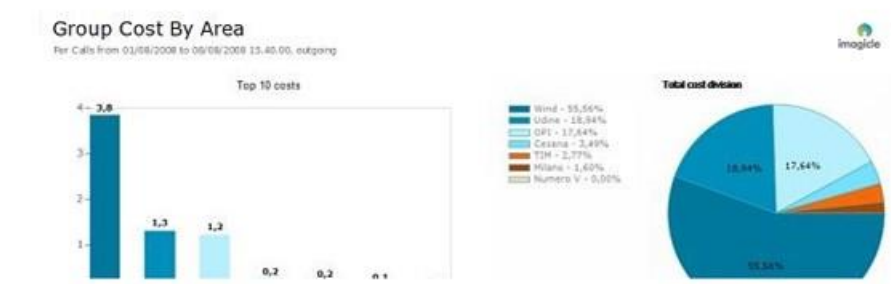 Group Cost By Area
Per Calls from 01/08/2008 to 06/08/2008 15.40.00. outgoing
imagicle
Top 10 costs
4
3,8
3
2
1,3
1,2
1
0,2
0,2
0,1
Total cost division
Wind - 55,56%
Udine - 18,94%
OPI - 17,64%
Cesena - 3,49%
TIM - 2,77%
Milano - 1,60%
Numero V - 0,00%
18,94%
17,64%
55,56%